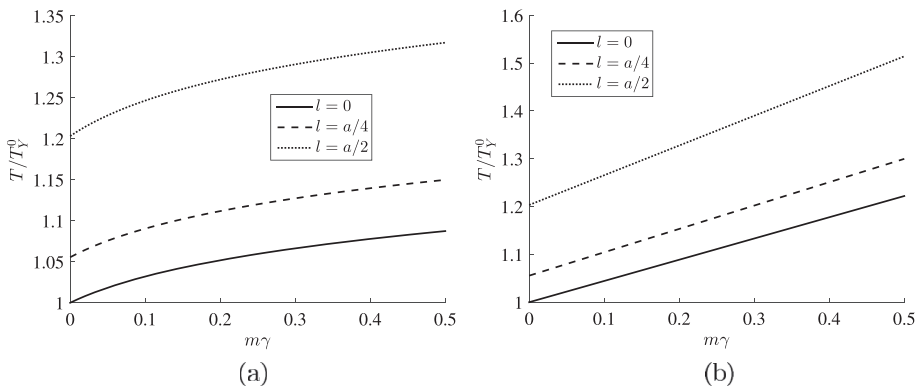 1.35
1.3
1.25
1.2
1.15
1.1
1.05
1
T/T_Y^0
l = 0
l = a/4
l = a/2
0
0.1
0.2
0.3
0.4
0.5
mγ
(a)
1.6
1.5
1.4
1.3
1.2
1.1
1
T/T_Y^0
l = 0
l = a/4
l = a/2
0
0.1
0.2
0.3
0.4
0.5
mγ
(b)